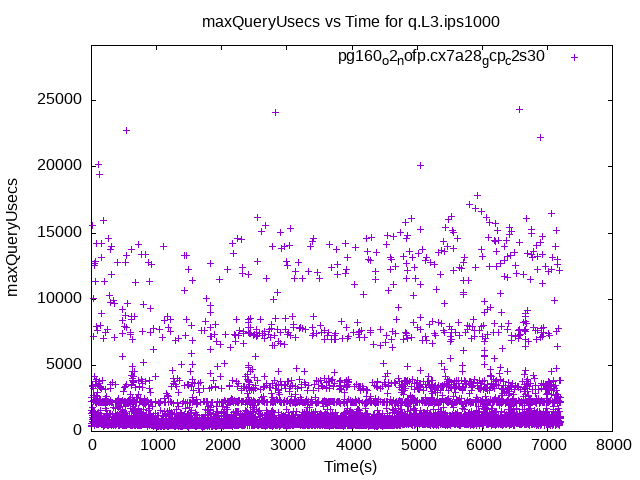 maxQueryUsecs vs Time for q.L3.ips1000
pg160o2nofp.cx7a28gcpc2s30
maxQueryUsecs
25000
20000
15000
10000
5000
0
0 1000 2000 3000 4000 5000 6000 7000 8000
Time(s)